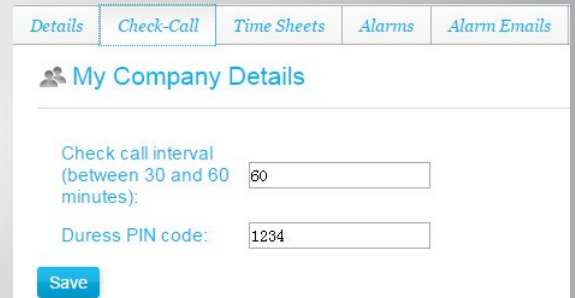 Details Check-Call Time Sheets Alarms Alarm Emails
My Company Details
Check call interval
(between 30 and 60
minutes):
60
Duress PIN code:
1234
Save